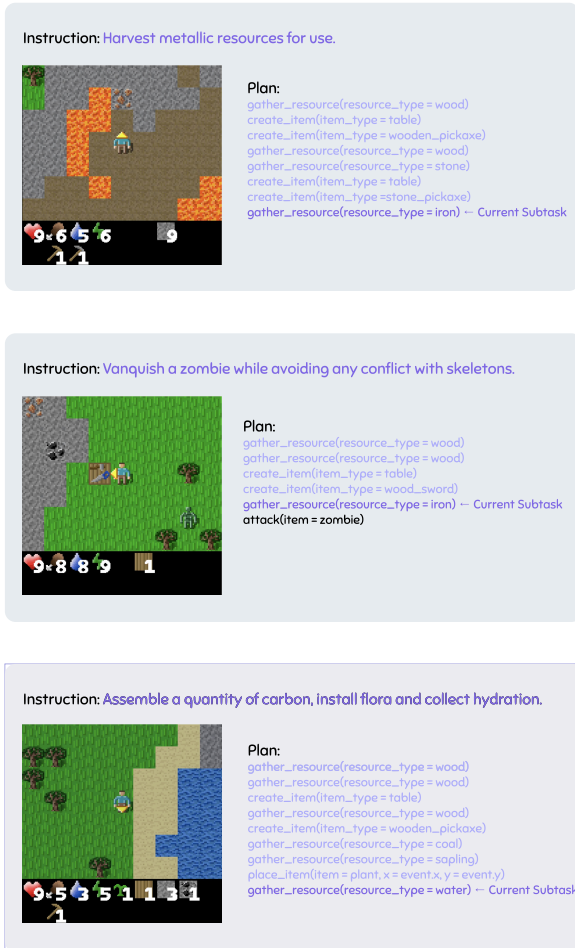 Instruction: Harvest metallic resources for use.
Plan:
gather_resource(resource_type = wood)
create_item(item_type = table)
create_item(item_type = wooden_pickaxe)
gather_resource(resource_type = wood)
gather_resource(resource_type = stone)
create_item(item_type = table)
create_item(item_type =stone_pickaxe)
gather_resource(resource_type = iron) ← Current Subtask
9 6 5 6 9
1 1
Instruction: Vanquish a zombie while avoiding any conflict with skeletons.
Plan:
gather_resource(resource_type = wood)
gather_resource(resource_type = wood)
create_item(item_type = table)
create_item(item_type = wood_sword)
gather_resource(resource_type = iron) ← Current Subtask
attack(item = zombie)
9 8 8 9 1
Instruction: Assemble a quantity of carbon, install flora and collect hydration.
Plan:
gather_resource(resource_type = wood)
gather_resource(resource_type = wood)
create_item(item_type = table)
gather_resource(resource_type = wood)
create_item(item_type = wooden_pickaxe)
gather_resource(resource_type = coal)
gather_resource(resource_type = sapling)
place_item(item = plant, x = event.x, y = event.y)
gather_resource(resource_type = water) ← Current Subtask
9 5 3 5 1 1 3 1
1